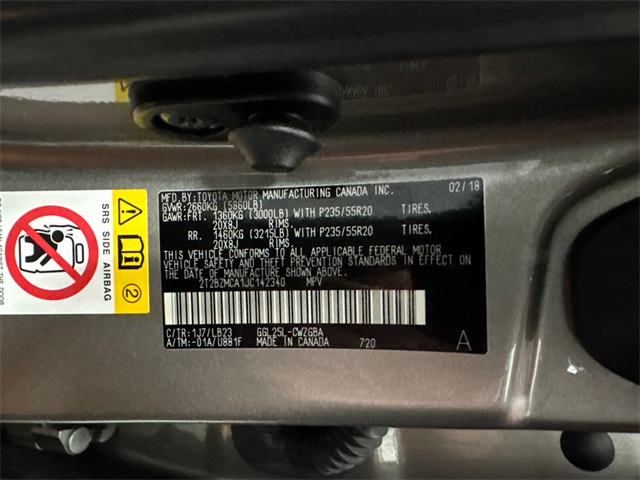 MFD.BY:TOYOTA MOTOR MANUFACTURING CANADA INC. 02/18
GVWR:2660KG (5860LB)
GAWR:FRT. 1360KG (3000LB) WITH P235/55R20 TIRES,
20X8J RIMS,
RR. 1460KG (3215LB) WITH P235/55R20 TIRES,
20X8J RIMS,
THIS VEHICLE CONFORMS TO ALL APPLICABLE FEDERAL MOTOR
VEHICLE SAFETY AND THEFT PREVENTION STANDARDS IN EFFECT ON
THE DATE OF MANUFACTURE SHOWN ABOVE.
2T2BZMCA1JC142340 MPV
C/TR:1J7/LB23 GGL25L-CWZGBA
A/TM:-01A/U881F MADE IN CANADA 720
A
SRS SIDE AIRBAG
2